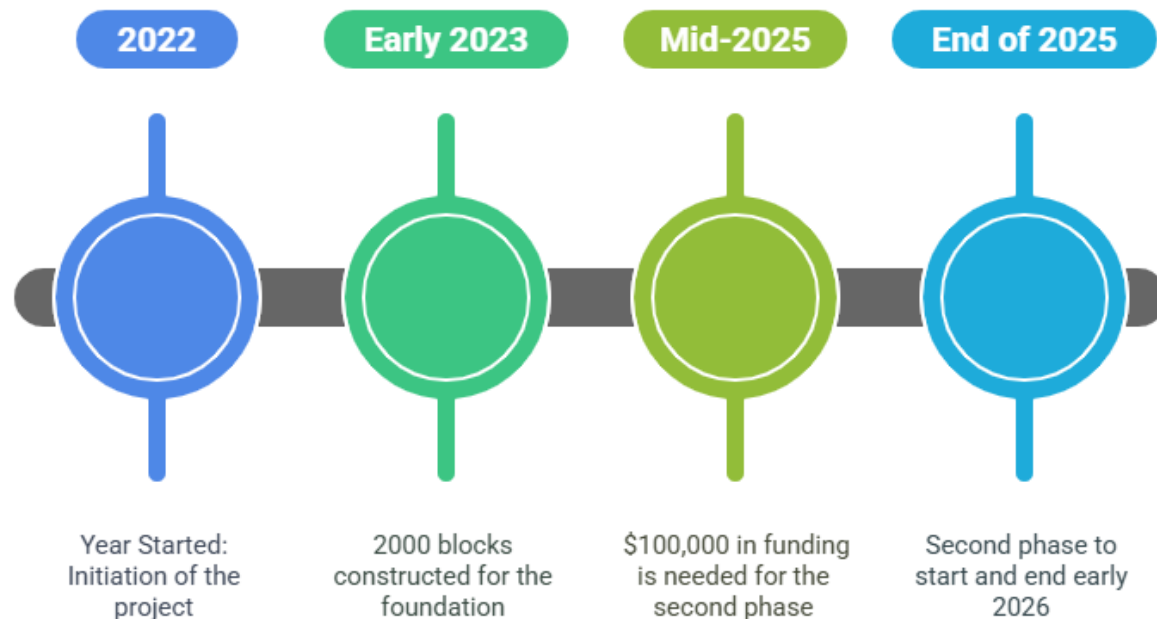 2022
Early 2023
Mid-2025
End of 2025
Year Started:
Initiation of the
project
2000 blocks
constructed for the
foundation
$100,000 in funding
is needed for the
second phase
Second phase to
start and end early
2026